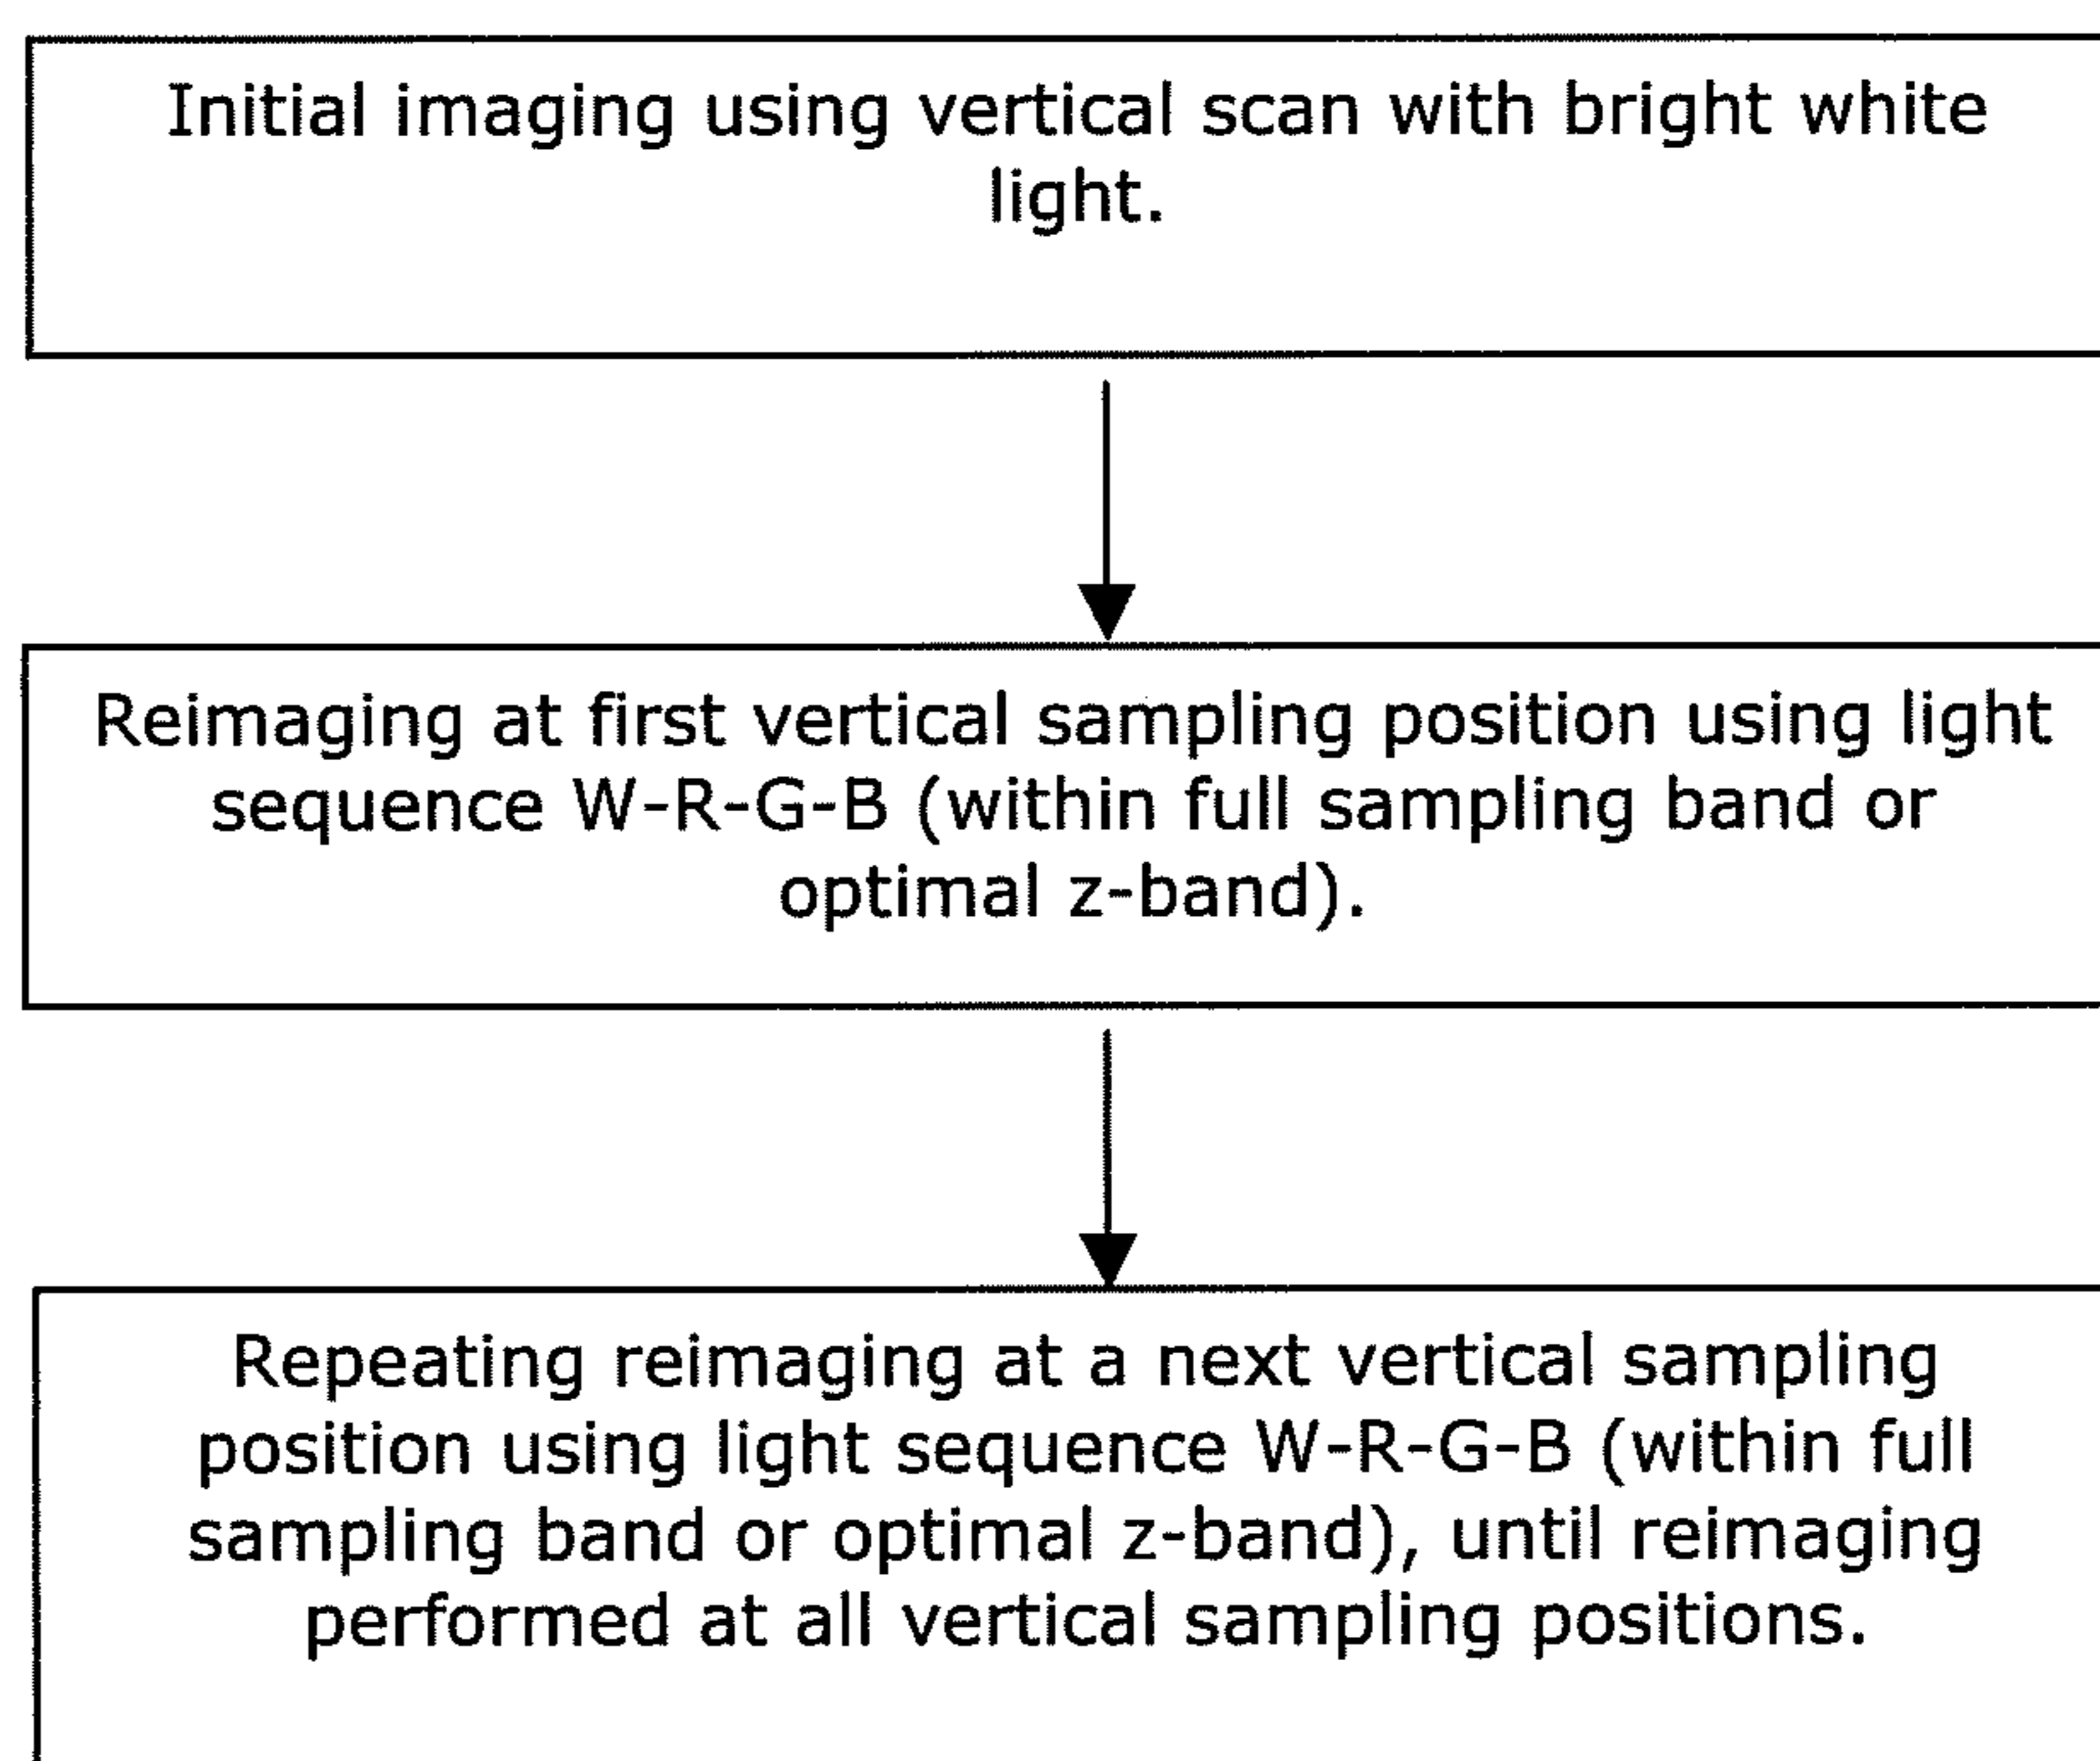 Initial imaging using vertical scan with bright white
light.
Reimaging at first vertical sampling position using light
sequence W-R-G-B (within full sampling band or
optimal z-band).
Repeating reimaging at a next vertical sampling
position using light sequence W-R-G-B (within full
sampling band or optimal z-band), until reimaging
performed at all vertical sampling positions.